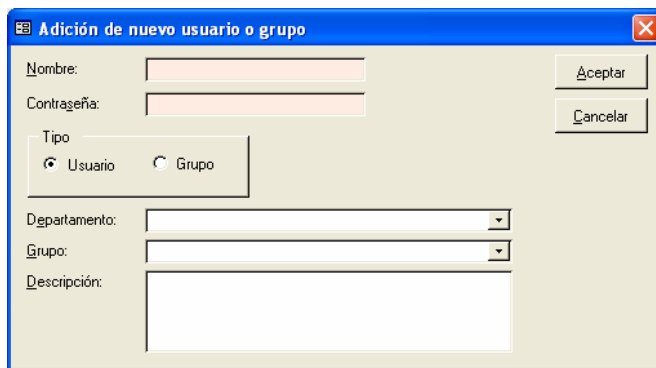 Adición de nuevo usuario o grupo
Nombre:
Aceptar
Contraseña:
Cancelar
Tipo
Usuario Grupo
Departamento:
Grupo:
Descripción: